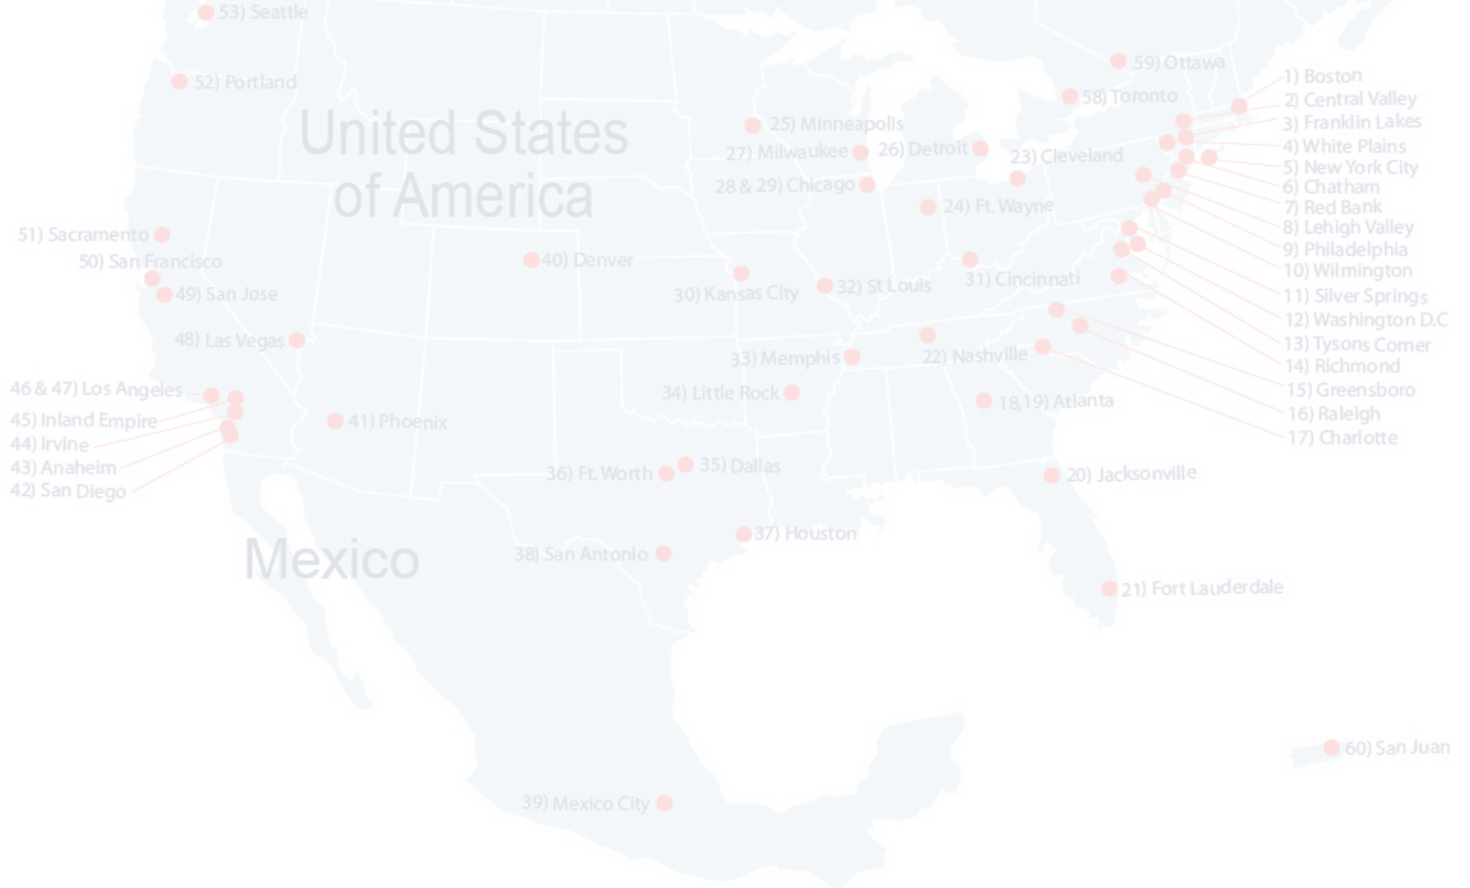 53) Seattle
59) Ottawa
1) Boston
52) Portland
58) Toronto
2) Central Valley
United States
of America
25) Minneapolis
3) Franklin Lakes
27) Milwaukee
26) Detroit
23) Cleveland
4) White Plains
5) New York City
28 & 29) Chicago
6) Chatham
24) Ft. Wayne
7) Red Bank
8) Lehigh Valley
51) Sacramento
9) Philadelphia
50) San Francisco
40) Denver
10) Wilmington
49) San Jose
30) Kansas City
32) St Louis
31) Cincinnati
11) Silver Springs
12) Washington D.C
48) Las Vegas
33) Memphis
22) Nashville
13) Tysons Corner
14) Richmond
46 & 47) Los Angeles
34) Little Rock
18,19) Atlanta
15) Greensboro
45) Inland Empire
41) Phoenix
16) Raleigh
44) Irvine
17) Charlotte
43) Anaheim
36) Ft. Worth
35) Dallas
20) Jacksonville
42) San Diego
Mexico
38) San Antonio
37) Houston
21) Fort Lauderdale
60) San Juan
39) Mexico City